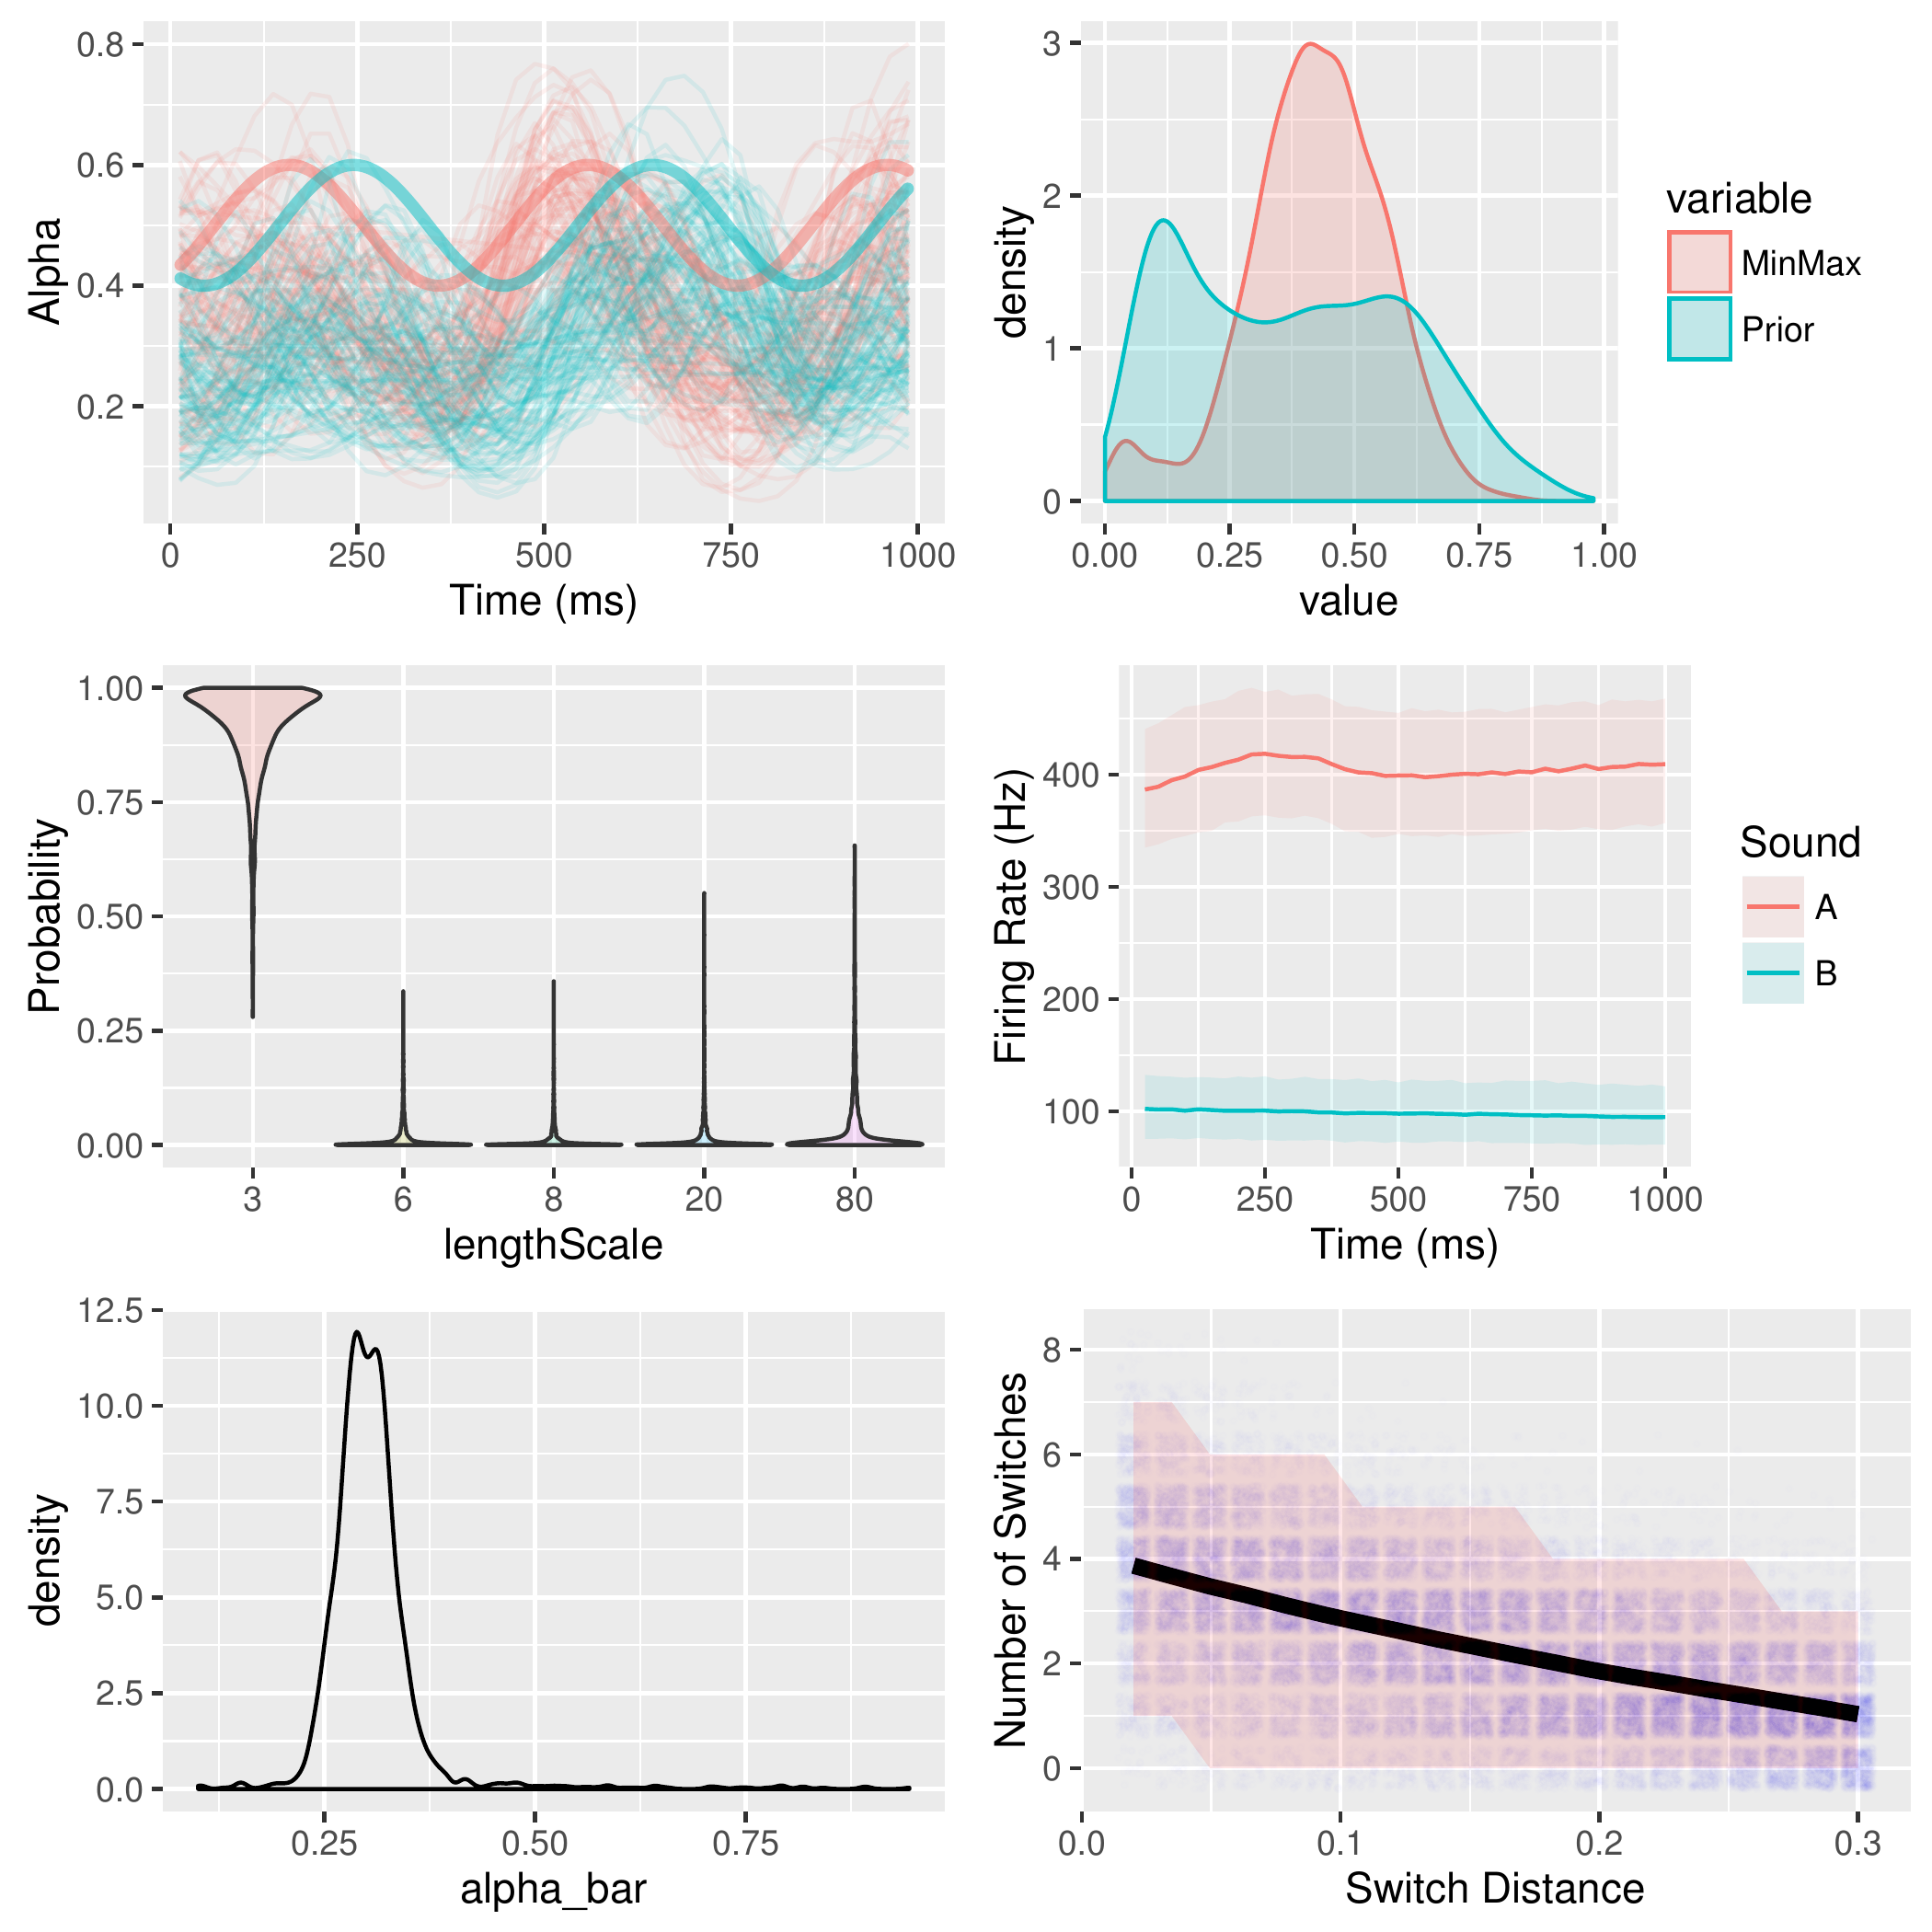 0.8
0.6
0.4
0.2
Alpha
0 250 500 750 1000
Time (ms)
3
2
1
0
density
0.00 0.25 0.50 0.75 1.00
value
variable
MinMax
Prior
1.00
0.75
0.50
0.25
0.00
Probability
3 6 8 20 80
lengthScale
400
300
200
100
Firing Rate (Hz)
0 250 500 750 1000
Time (ms)
Sound
A
B
12.5
10.0
7.5
5.0
2.5
0.0
density
0.25 0.50 0.75
alpha_bar
8
6
4
2
0
Number of Switches
0.0 0.1 0.2 0.3
Switch Distance